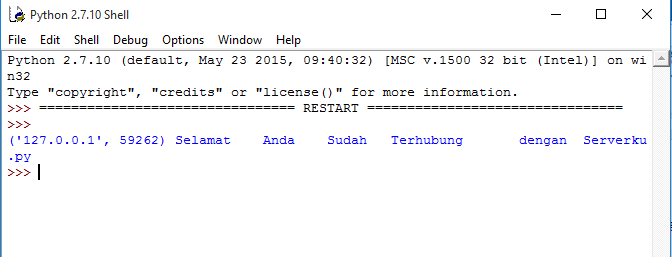 Python 2.7.10 Shell
File Edit Shell Debug Options Window Help
Python 2.7.10 (default, May 23 2015, 09:40:32) [MSC v.1500 32 bit (Intel)] on wi
n32
Type "copyright", "credits" or "license()" for more information.
>>> ================================ RESTART ================================
>>>
('127.0.0.1', 59262) Selamat    Anda    Sudah   Terhubung       dengan  Serverku
.py
>>>